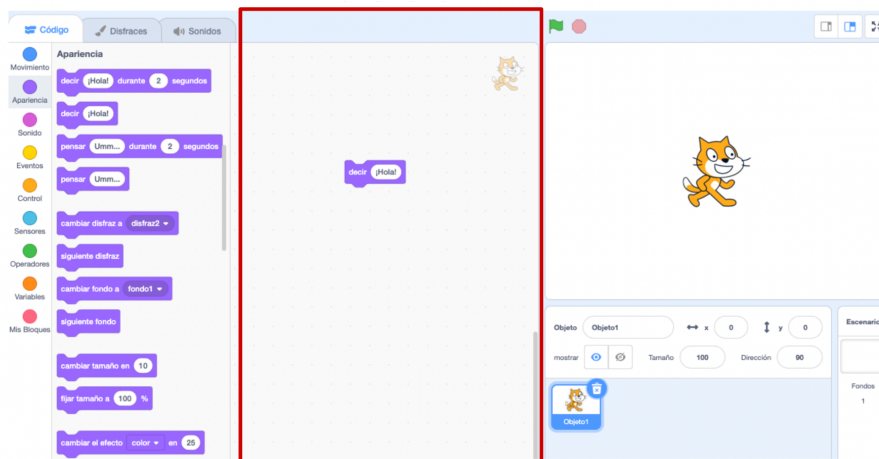 Código
Disfraces
Sonidos
Movimiento
Apariencia
Sonido
Eventos
Control
Sensores
Operadores
Variables
Mis Bloques
Apariencia
decir ¡Hola! durante 2 segundos
decir ¡Hola!
pensar Umm... durante 2 segundos
pensar Umm...
cambiar disfraz a disfraz2
siguiente disfraz
cambiar fondo a fondo1
siguiente fondo
cambiar tamaño en 10
fijar tamaño a 100 %
cambiar el efecto color en 25
decir ¡Hola!
Objeto Objeto1 x 0 y 0
mostrar Tamaño 100 Dirección 90
Objeto1
Escenario
Fondos
1